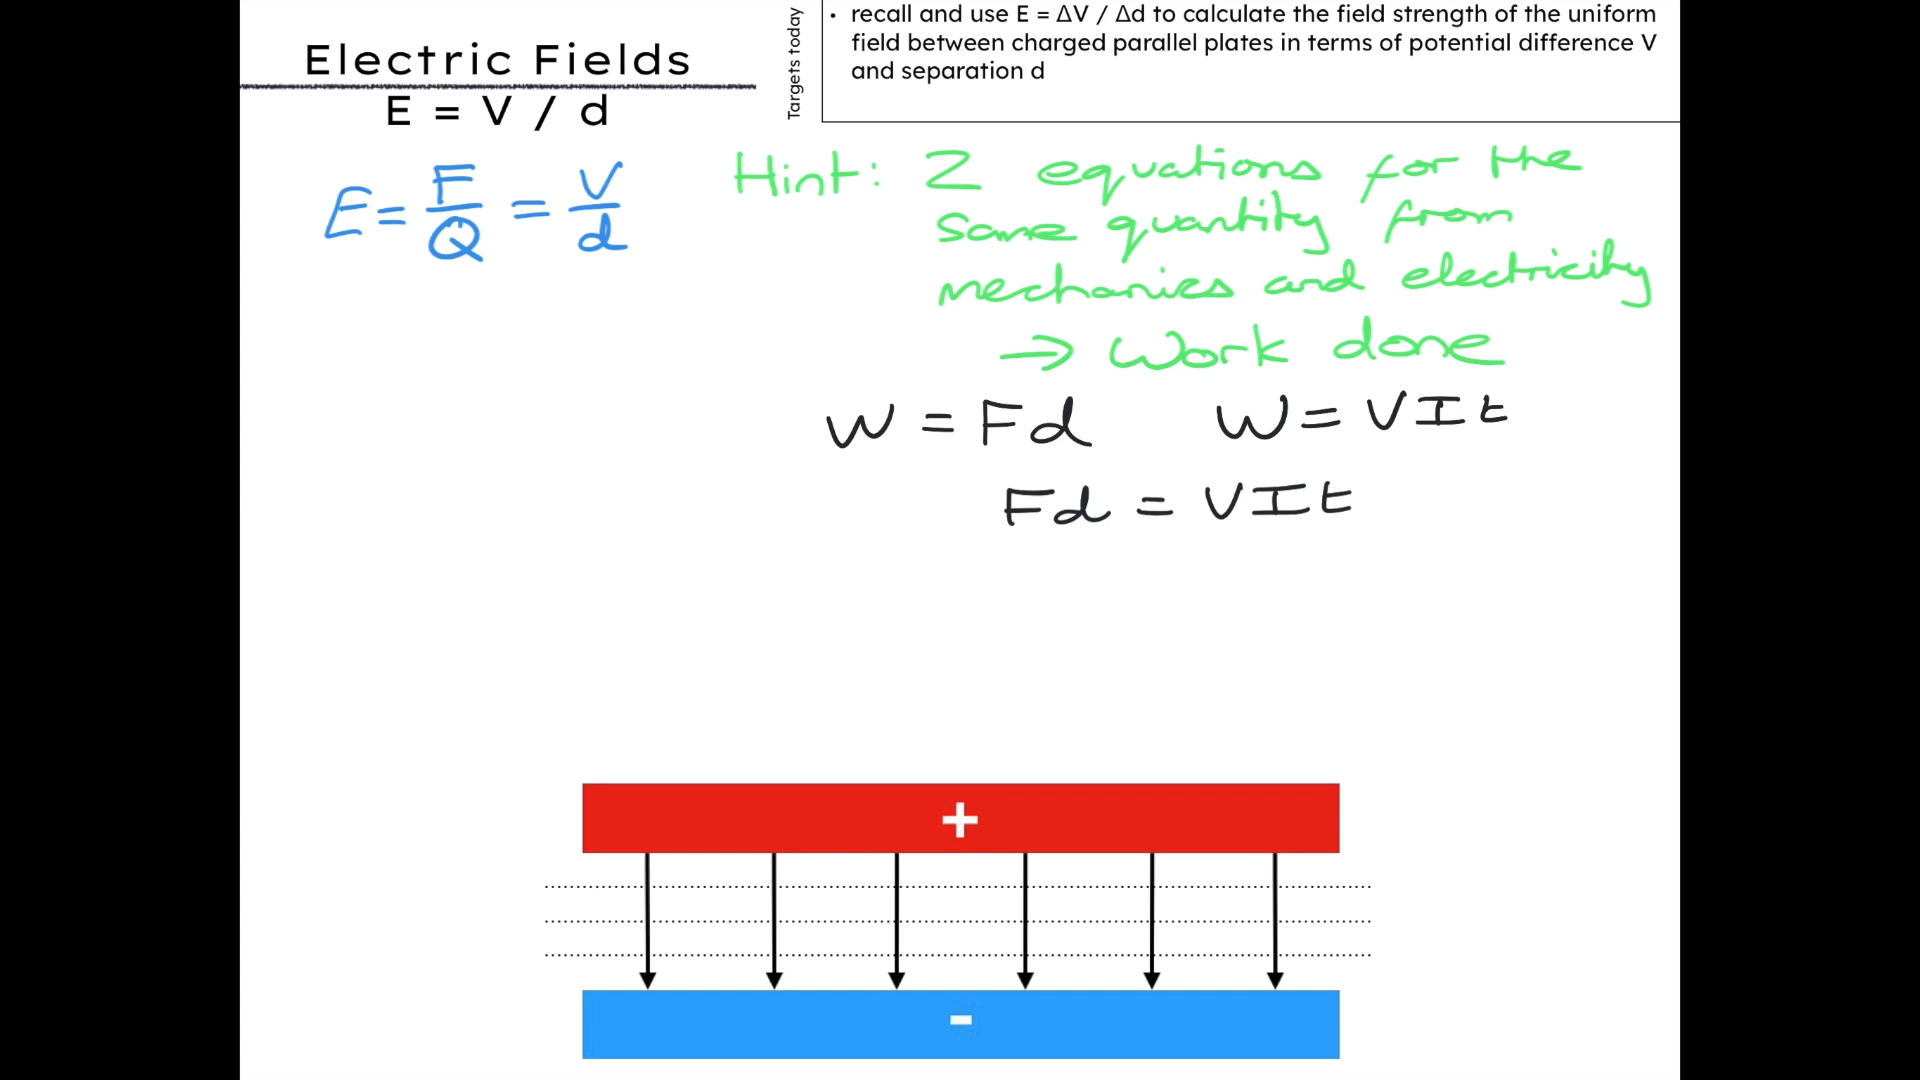 Electric Fields
E = V / d
Targets today
• recall and use E = ΔV / Δd to calculate the field strength of the uniform
field between charged parallel plates in terms of potential difference V
and separation d
E = F/Q = V/d
Hint: 2 equations for the
same quantity from
mechanics and electricity
→ Work done
W = Fd W = VIt
Fd = VIt
+
-